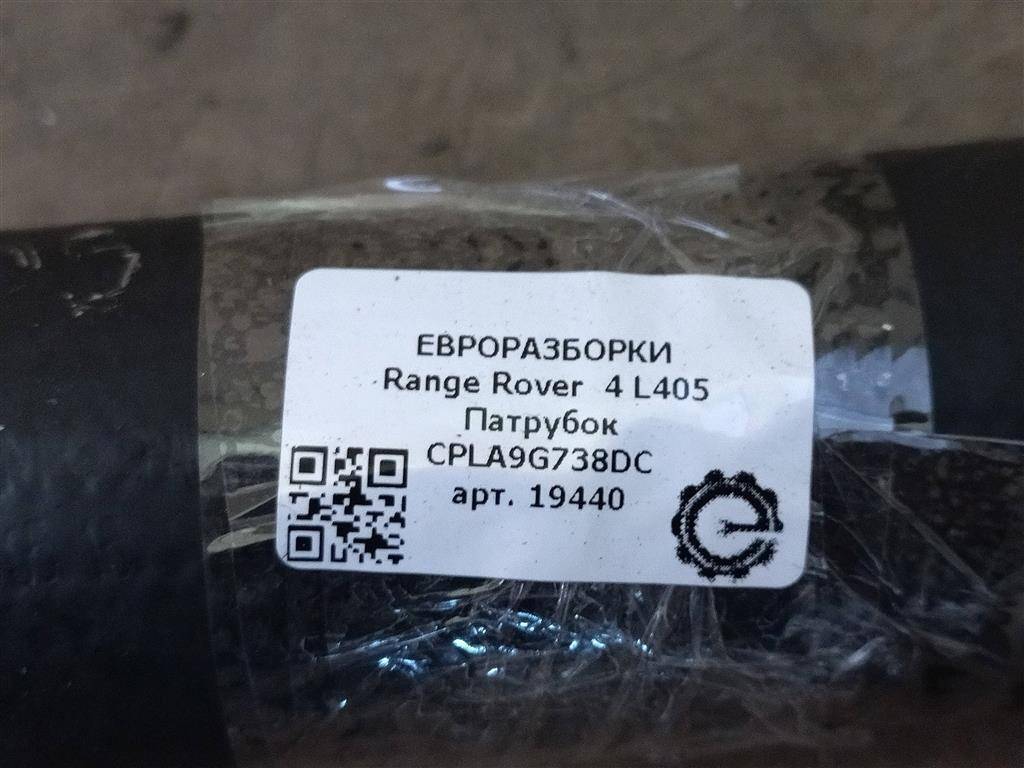 ЕВРОРАЗБОРКИ
Range Rover 4 L405
Патрубок
CPLA9G738DC
арт. 19440